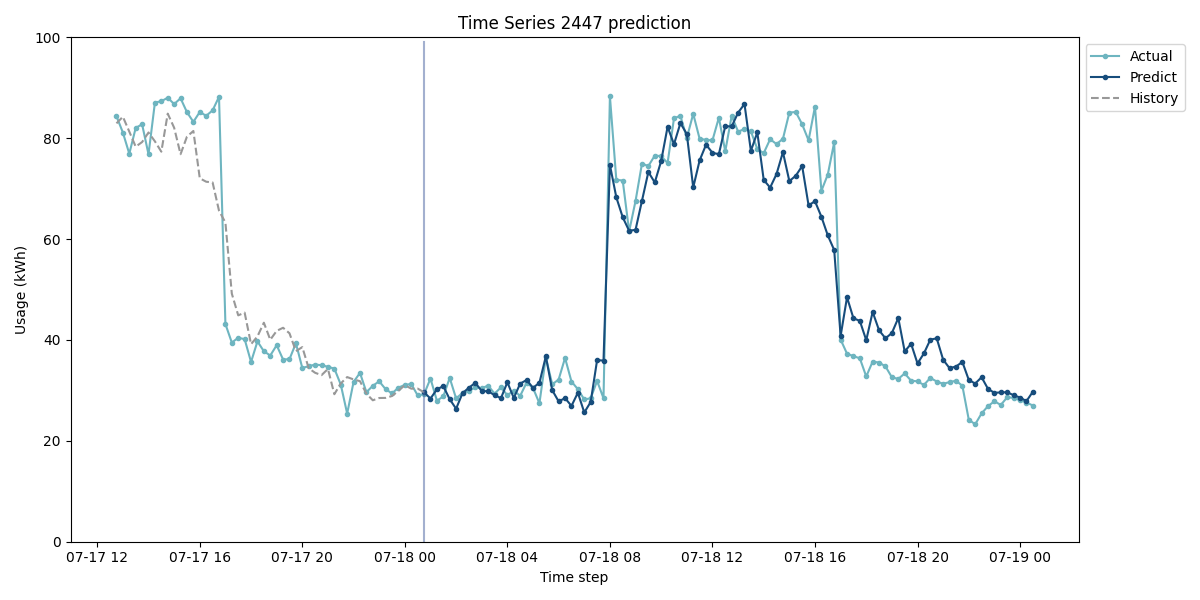 Time Series 2447 prediction
100
80
60
40
20
0
Usage (kWh)
07-17 12
07-17 16
07-17 20
07-18 00
07-18 04
07-18 08
07-18 12
07-18 16
07-18 20
07-19 00
Time step
Actual
Predict
History